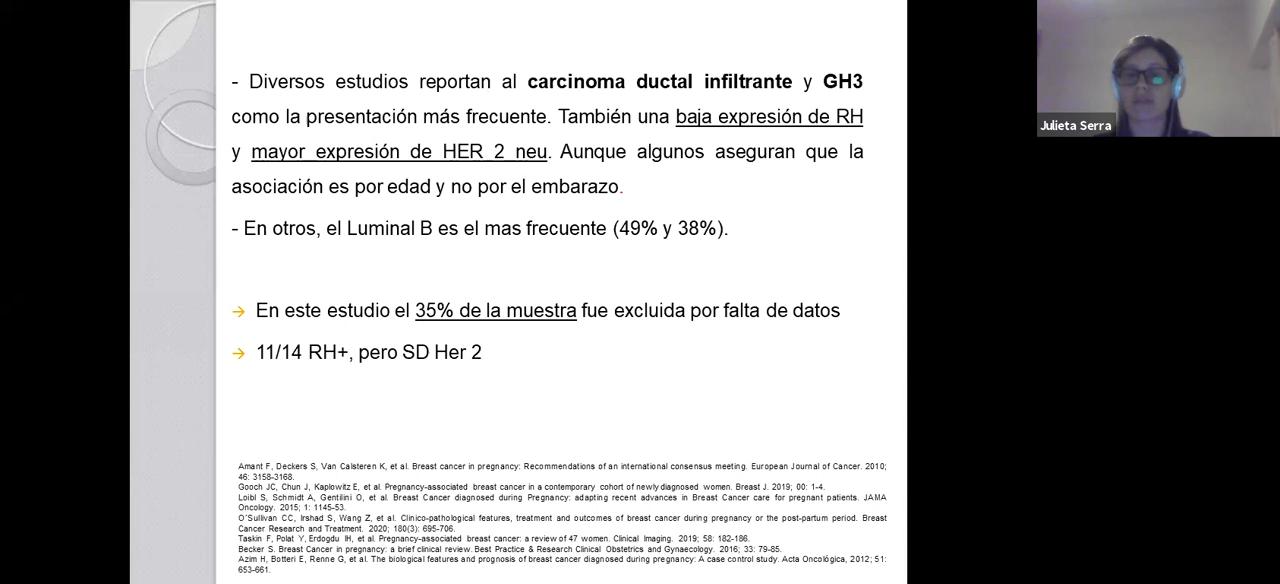 - Diversos estudios reportan al carcinoma ductal infiltrante y GH3
como la presentación más frecuente. También una baja expresión de RH
y mayor expresión de HER 2 neu. Aunque algunos aseguran que la
asociación es por edad y no por el embarazo.
- En otros, el Luminal B es el mas frecuente (49% y 38%).
→ En este estudio el 35% de la muestra fue excluida por falta de datos
→ 11/14 RH+, pero SD Her 2
Amant F, Deckers S, Van Calsteren K, et al. Breast cancer in pregnancy: Recommendations of an international consensus meeting. European Journal of Cancer. 2010;
46: 3158-3168.
Gooch JC, Chun J, Kaplowitz E, et al. Pregnancy-associated breast cancer in a contemporary cohort of newly diagnosed women. Breast J. 2019; 00: 1-4.
Loibl S, Schmidt A, Gentilini O, et al. Breast Cancer diagnosed during Pregnancy: adapting recent advances in Breast Cancer care for pregnant patients. JAMA
Oncology. 2015; 1: 1145-53.
O´Sullivan CC, Irshad S, Wang Z, et al. Clinico-pathological features, treatment and outcomes of breast cancer during pregnancy or the post-partum period. Breast
Cancer Research and Treatment. 2020; 180(3): 695-706.
Taskin F, Polat Y, Erdogdu IH, et al. Pregnancy-associated breast cancer: a review of 47 women. Clinical Imaging. 2019; 58: 182-186.
Becker S. Breast Cancer in pregnancy: a brief clinical review. Best Practice & Research Clinical Obstetrics and Gynaecology. 2016; 33: 79-85.
Azim H, Botteri E, Renne G, et al. The biological features and prognosis of breast cancer diagnosed during pregnancy: A case control study. Acta Oncológica, 2012; 51:
653-661.
Julieta Serra